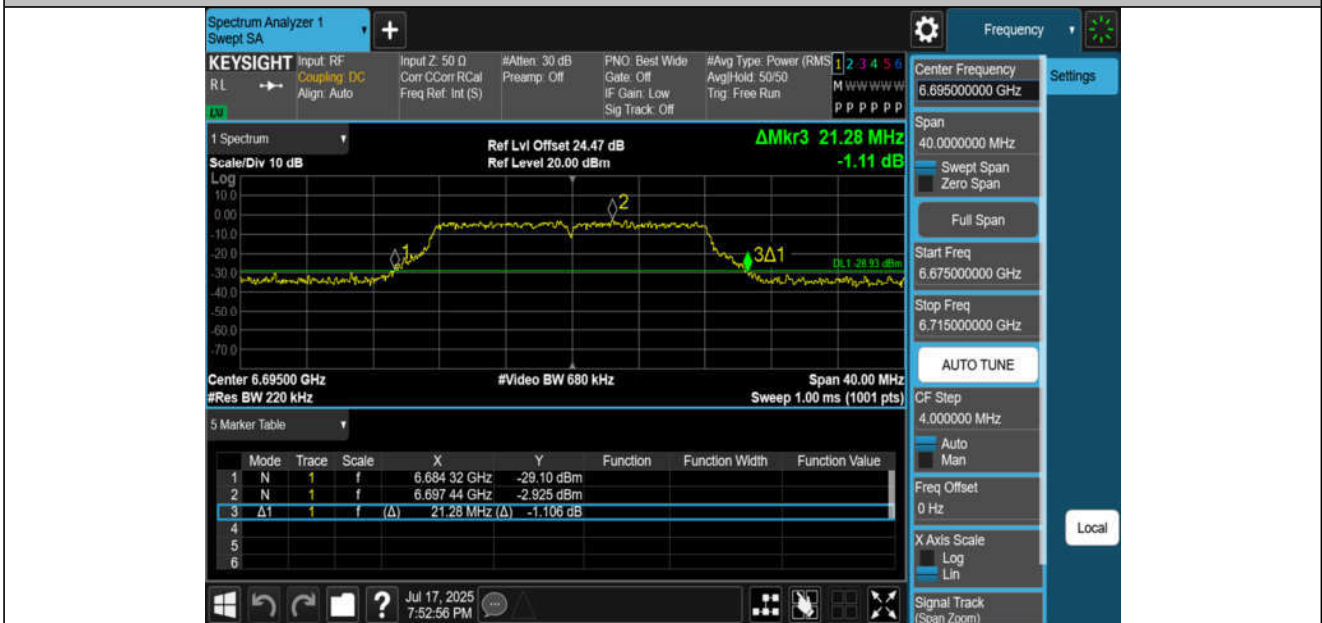 Spectrum Analyzer 1
Swept SA
+
Frequency
KEYSIGHT
RL
LXI
Input: RF
Coupling: DC
Align: Auto
Input Z: 50 Ω
Corr CCorr RCal
Freq Ref: Int (S)
#Atten: 30 dB
Preamp: Off
PNO: Best Wide
Gate: Off
IF Gain: Low
Sig Track: Off
#Avg Type: Power (RMS
Avg|Hold: 50/50
Trig: Free Run
1 2 3 4 5 6
M W W W W W
P P P P P P
Center Frequency
6.695000000 GHz
Settings
Span
40.0000000 MHz
Swept Span
Zero Span
Full Span
Start Freq
6.675000000 GHz
Stop Freq
6.715000000 GHz
AUTO TUNE
CF Step
4.000000 MHz
Auto
Man
Freq Offset
0 Hz
X Axis Scale
Log
Lin
Signal Track
(Span Zoom)
Local
1 Spectrum
Scale/Div 10 dB
Log
Ref Lvl Offset 24.47 dB
Ref Level 20.00 dBm
ΔMkr3 21.28 MHz
-1.11 dB
10.0
0.00
-10.0
-20.0
-30.0
-40.0
-50.0
-60.0
-70.0
1
2
3Δ1
DL1 -28.93 dBm
Center 6.69500 GHz
#Video BW 680 kHz
Span 40.00 MHz
#Res BW 220 kHz
Sweep 1.00 ms (1001 pts)
5 Marker Table
Mode Trace Scale X Y Function Function Width Function Value
1 N 1 f 6.684 32 GHz -29.10 dBm
2 N 1 f 6.697 44 GHz -2.925 dBm
3 Δ1 1 f (Δ) 21.28 MHz (Δ) -1.106 dB
4
5
6
?
Jul 17, 2025
7:52:56 PM